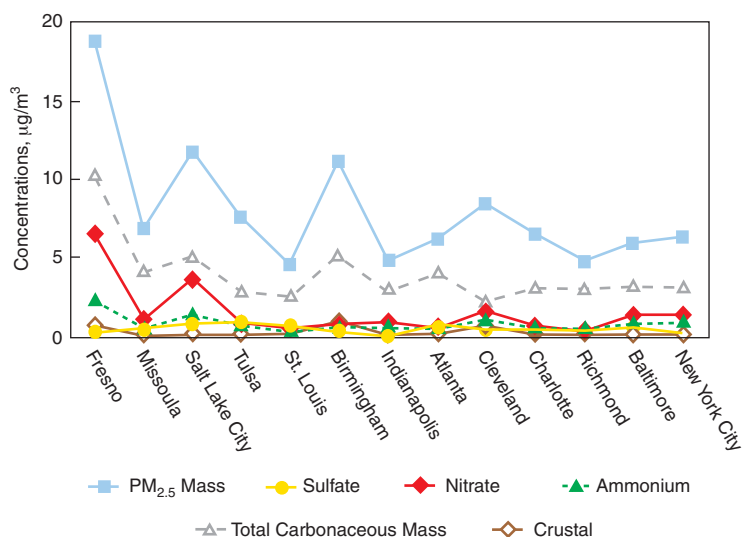 20
15
10
5
0
Concentrations, μg/m³
Fresno
Missoula
Salt Lake City
Tulsa
St. Louis
Birmingham
Indianapolis
Atlanta
Cleveland
Charlotte
Richmond
Baltimore
New York City
PM₂.₅ Mass
Sulfate
Nitrate
Ammonium
Total Carbonaceous Mass
Crustal